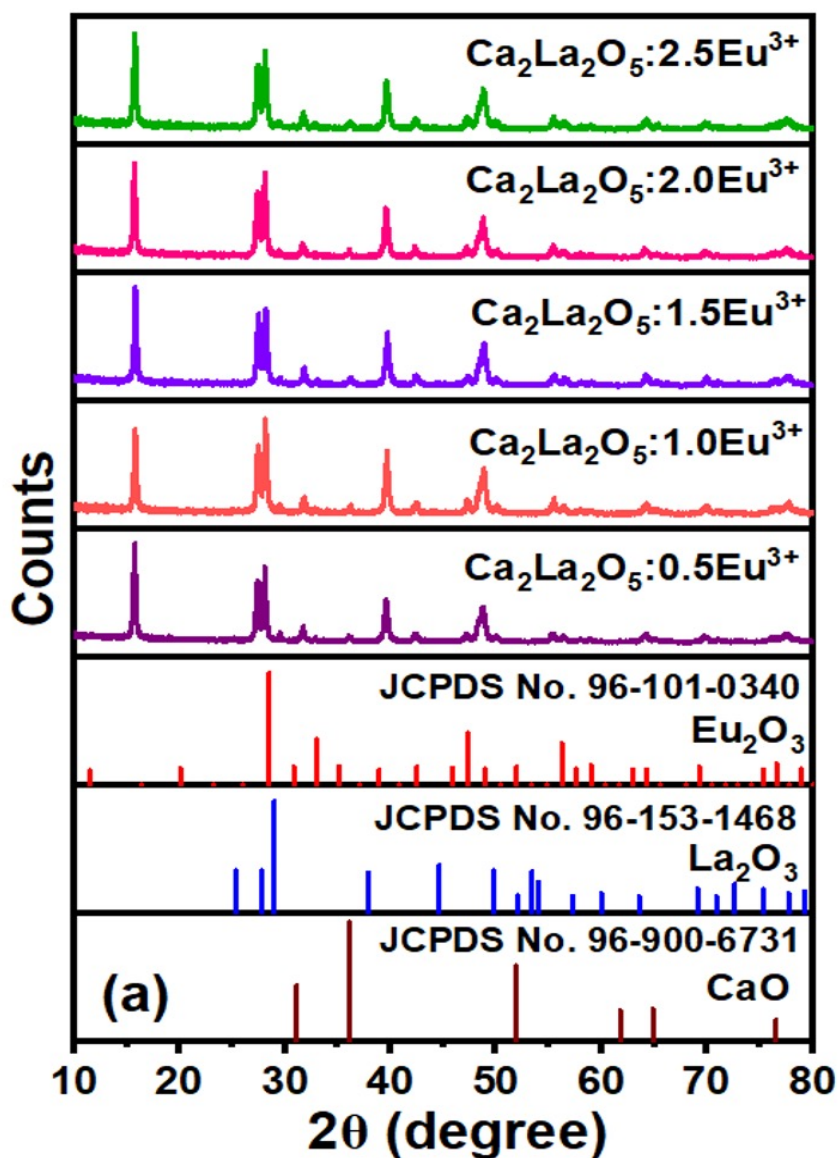 Ca₂La₂O₅:2.5Eu³⁺
Ca₂La₂O₅:2.0Eu³⁺
Ca₂La₂O₅:1.5Eu³⁺
Ca₂La₂O₅:1.0Eu³⁺
Ca₂La₂O₅:0.5Eu³⁺
JCPDS No. 96-101-0340
Eu₂O₃
JCPDS No. 96-153-1468
La₂O₃
JCPDS No. 96-900-6731
(a)
CaO
Counts
10 20 30 40 50 60 70 80
2θ (degree)